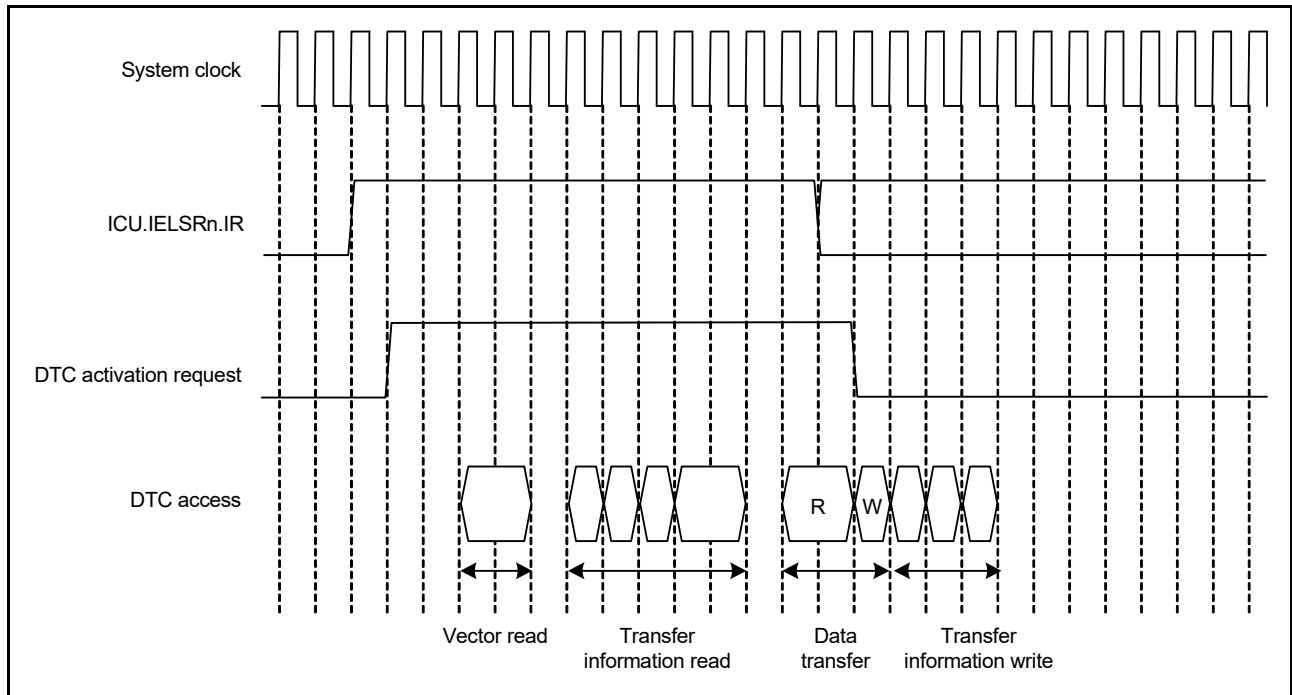 System clock
ICU.IELSRn.IR
DTC activation request
DTC access
R
W
Vector read
Transfer
information read
Data
transfer
Transfer
information write